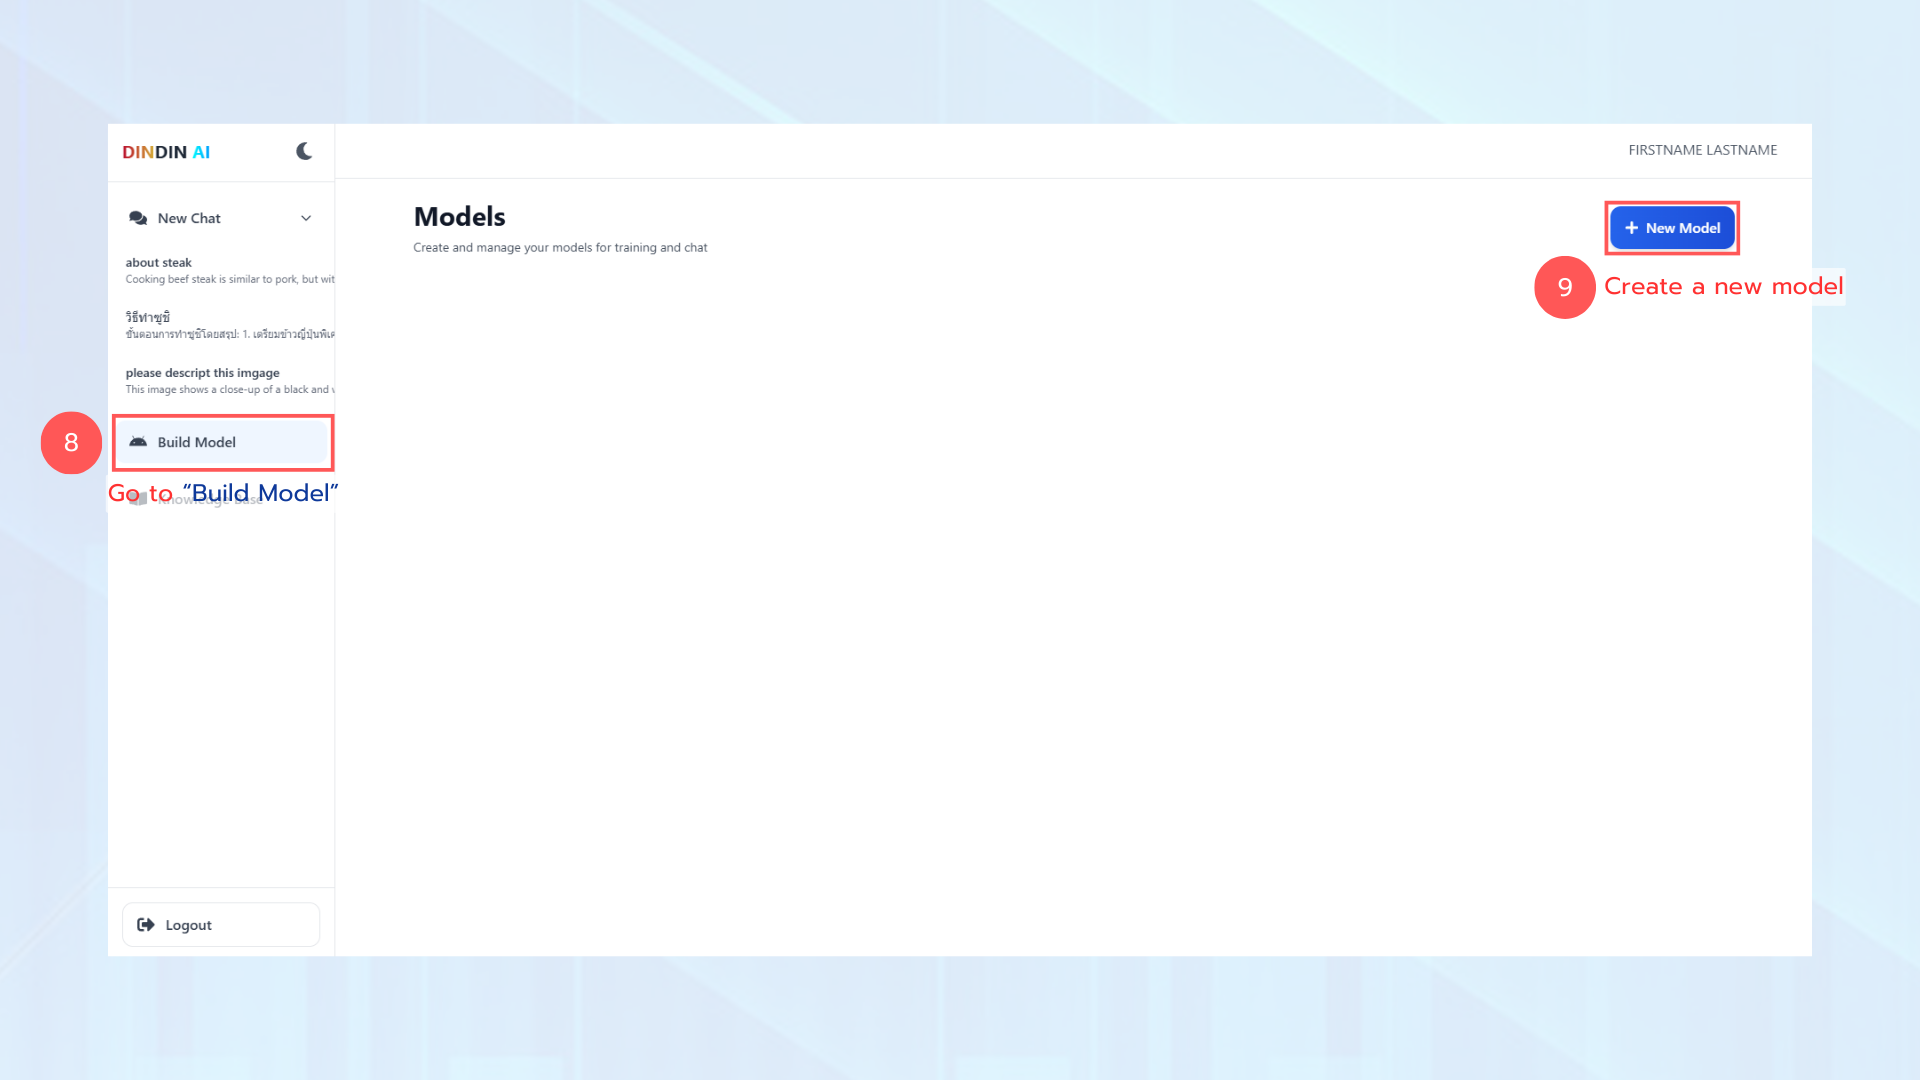 DINDIN AI
FIRSTNAME LASTNAME
New Chat
about steak
Cooking beef steak is similar to pork, but wit
วิธีทำซูชิ
ขั้นตอนการทำซูชิโดยสรุป: 1. เตรียมข้าวญี่ปุ่นพิเศ
please descript this imgage
This image shows a close-up of a black and w
8
Build Model
Go to “Build Model”
Knowledge Base
Logout
Models
Create and manage your models for training and chat
+ New Model
9
Create a new model